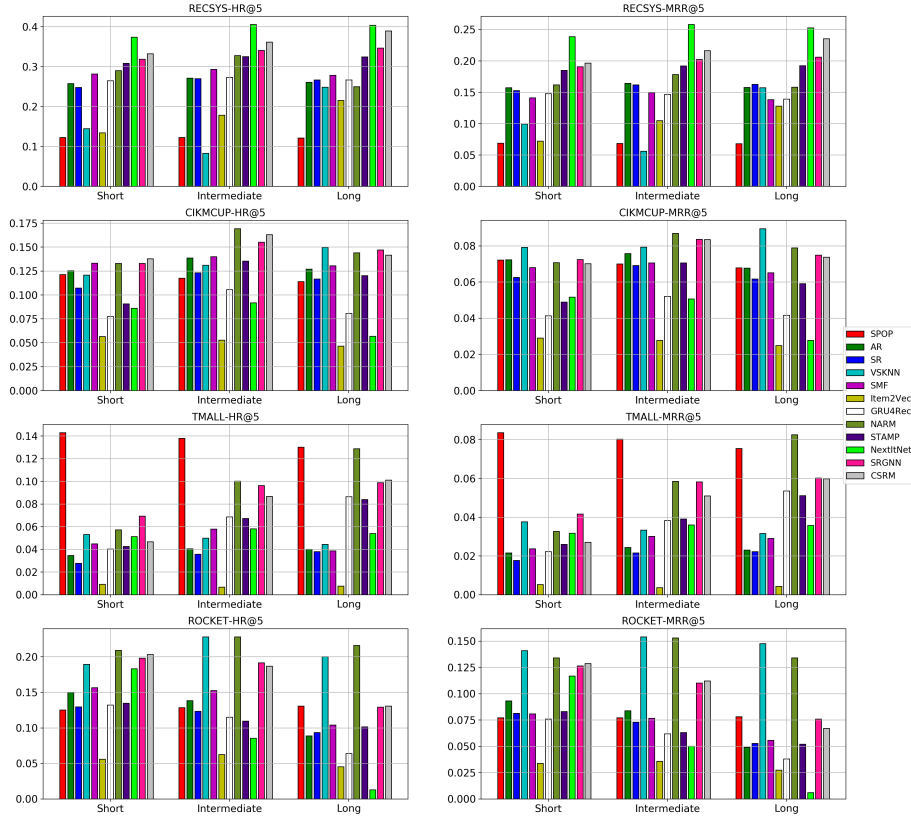 RECSYS-HR@5
0.4
0.3
0.2
0.1
0.0
Short
Intermediate
Long
RECSYS-MRR@5
0.25
0.20
0.15
0.10
0.05
0.00
Short
Intermediate
Long
CIKMCUP-HR@5
0.175
0.150
0.125
0.100
0.075
0.050
0.025
0.000
Short
Intermediate
Long
CIKMCUP-MRR@5
0.08
0.06
0.04
0.02
0.00
Short
Intermediate
Long
SPOP
AR
SR
VSKNN
SMF
Item2Vec
GRU4Rec
NARM
STAMP
NextItNet
SRGNN
CSRM
TMALL-HR@5
0.14
0.12
0.10
0.08
0.06
0.04
0.02
0.00
Short
Intermediate
Long
TMALL-MRR@5
0.08
0.06
0.04
0.02
0.00
Short
Intermediate
Long
ROCKET-HR@5
0.20
0.15
0.10
0.05
0.00
Short
Intermediate
Long
ROCKET-MRR@5
0.150
0.125
0.100
0.075
0.050
0.025
0.000
Short
Intermediate
Long